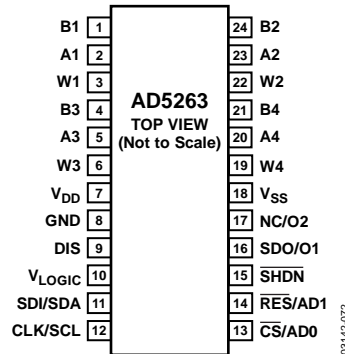 B1 1 24 B2
A1 2 23 A2
W1 3 22 W2
B3 4 21 B4
A3 5 20 A4
W3 6 19 W4
VDD 7 18 VSS
GND 8 17 NC/O2
DIS 9 16 SDO/O1
VLOGIC 10 15 SHDN
SDI/SDA 11 14 RES/AD1
CLK/SCL 12 13 CS/AD0
AD5263
TOP VIEW
(Not to Scale)
03142-072